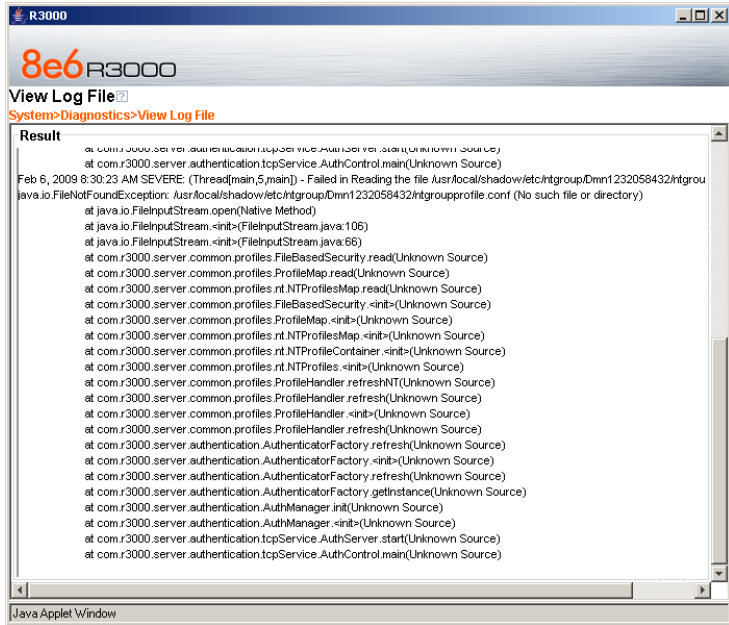 R3000
8e6 R3000
View Log File ?
System>Diagnostics>View Log File
Result
at com.r3000.server.authentication.tcpService.AuthServer.start(Unknown Source)
at com.r3000.server.authentication.tcpService.AuthControl.main(Unknown Source)
Feb 6, 2009 8:30:23 AM SEVERE: (Thread[main,5,main]) - Failed in Reading the file /usr/local/shadow/etc/ntgroup/Dmn1232058432/ntgrou
java.io.FileNotFoundException: /usr/local/shadow/etc/ntgroup/Dmn1232058432/ntgroupprofile.conf (No such file or directory)
at java.io.FileInputStream.open(Native Method)
at java.io.FileInputStream.<init>(FileInputStream.java:106)
at java.io.FileInputStream.<init>(FileInputStream.java:66)
at com.r3000.server.common.profiles.FileBasedSecurity.read(Unknown Source)
at com.r3000.server.common.profiles.ProfileMap.read(Unknown Source)
at com.r3000.server.common.profiles.nt.NTProfilesMap.read(Unknown Source)
at com.r3000.server.common.profiles.FileBasedSecurity.<init>(Unknown Source)
at com.r3000.server.common.profiles.ProfileMap.<init>(Unknown Source)
at com.r3000.server.common.profiles.nt.NTProfilesMap.<init>(Unknown Source)
at com.r3000.server.common.profiles.nt.NTProfileContainer.<init>(Unknown Source)
at com.r3000.server.common.profiles.nt.NTProfiles.<init>(Unknown Source)
at com.r3000.server.common.profiles.ProfileHandler.refreshNT(Unknown Source)
at com.r3000.server.common.profiles.ProfileHandler.refresh(Unknown Source)
at com.r3000.server.common.profiles.ProfileHandler.<init>(Unknown Source)
at com.r3000.server.common.profiles.ProfileHandler.refresh(Unknown Source)
at com.r3000.server.authentication.AuthenticatorFactory.refresh(Unknown Source)
at com.r3000.server.authentication.AuthenticatorFactory.<init>(Unknown Source)
at com.r3000.server.authentication.AuthenticatorFactory.refresh(Unknown Source)
at com.r3000.server.authentication.AuthenticatorFactory.getInstance(Unknown Source)
at com.r3000.server.authentication.AuthManager.init(Unknown Source)
at com.r3000.server.authentication.AuthManager.<init>(Unknown Source)
at com.r3000.server.authentication.tcpService.AuthServer.start(Unknown Source)
at com.r3000.server.authentication.tcpService.AuthControl.main(Unknown Source)
Java Applet Window